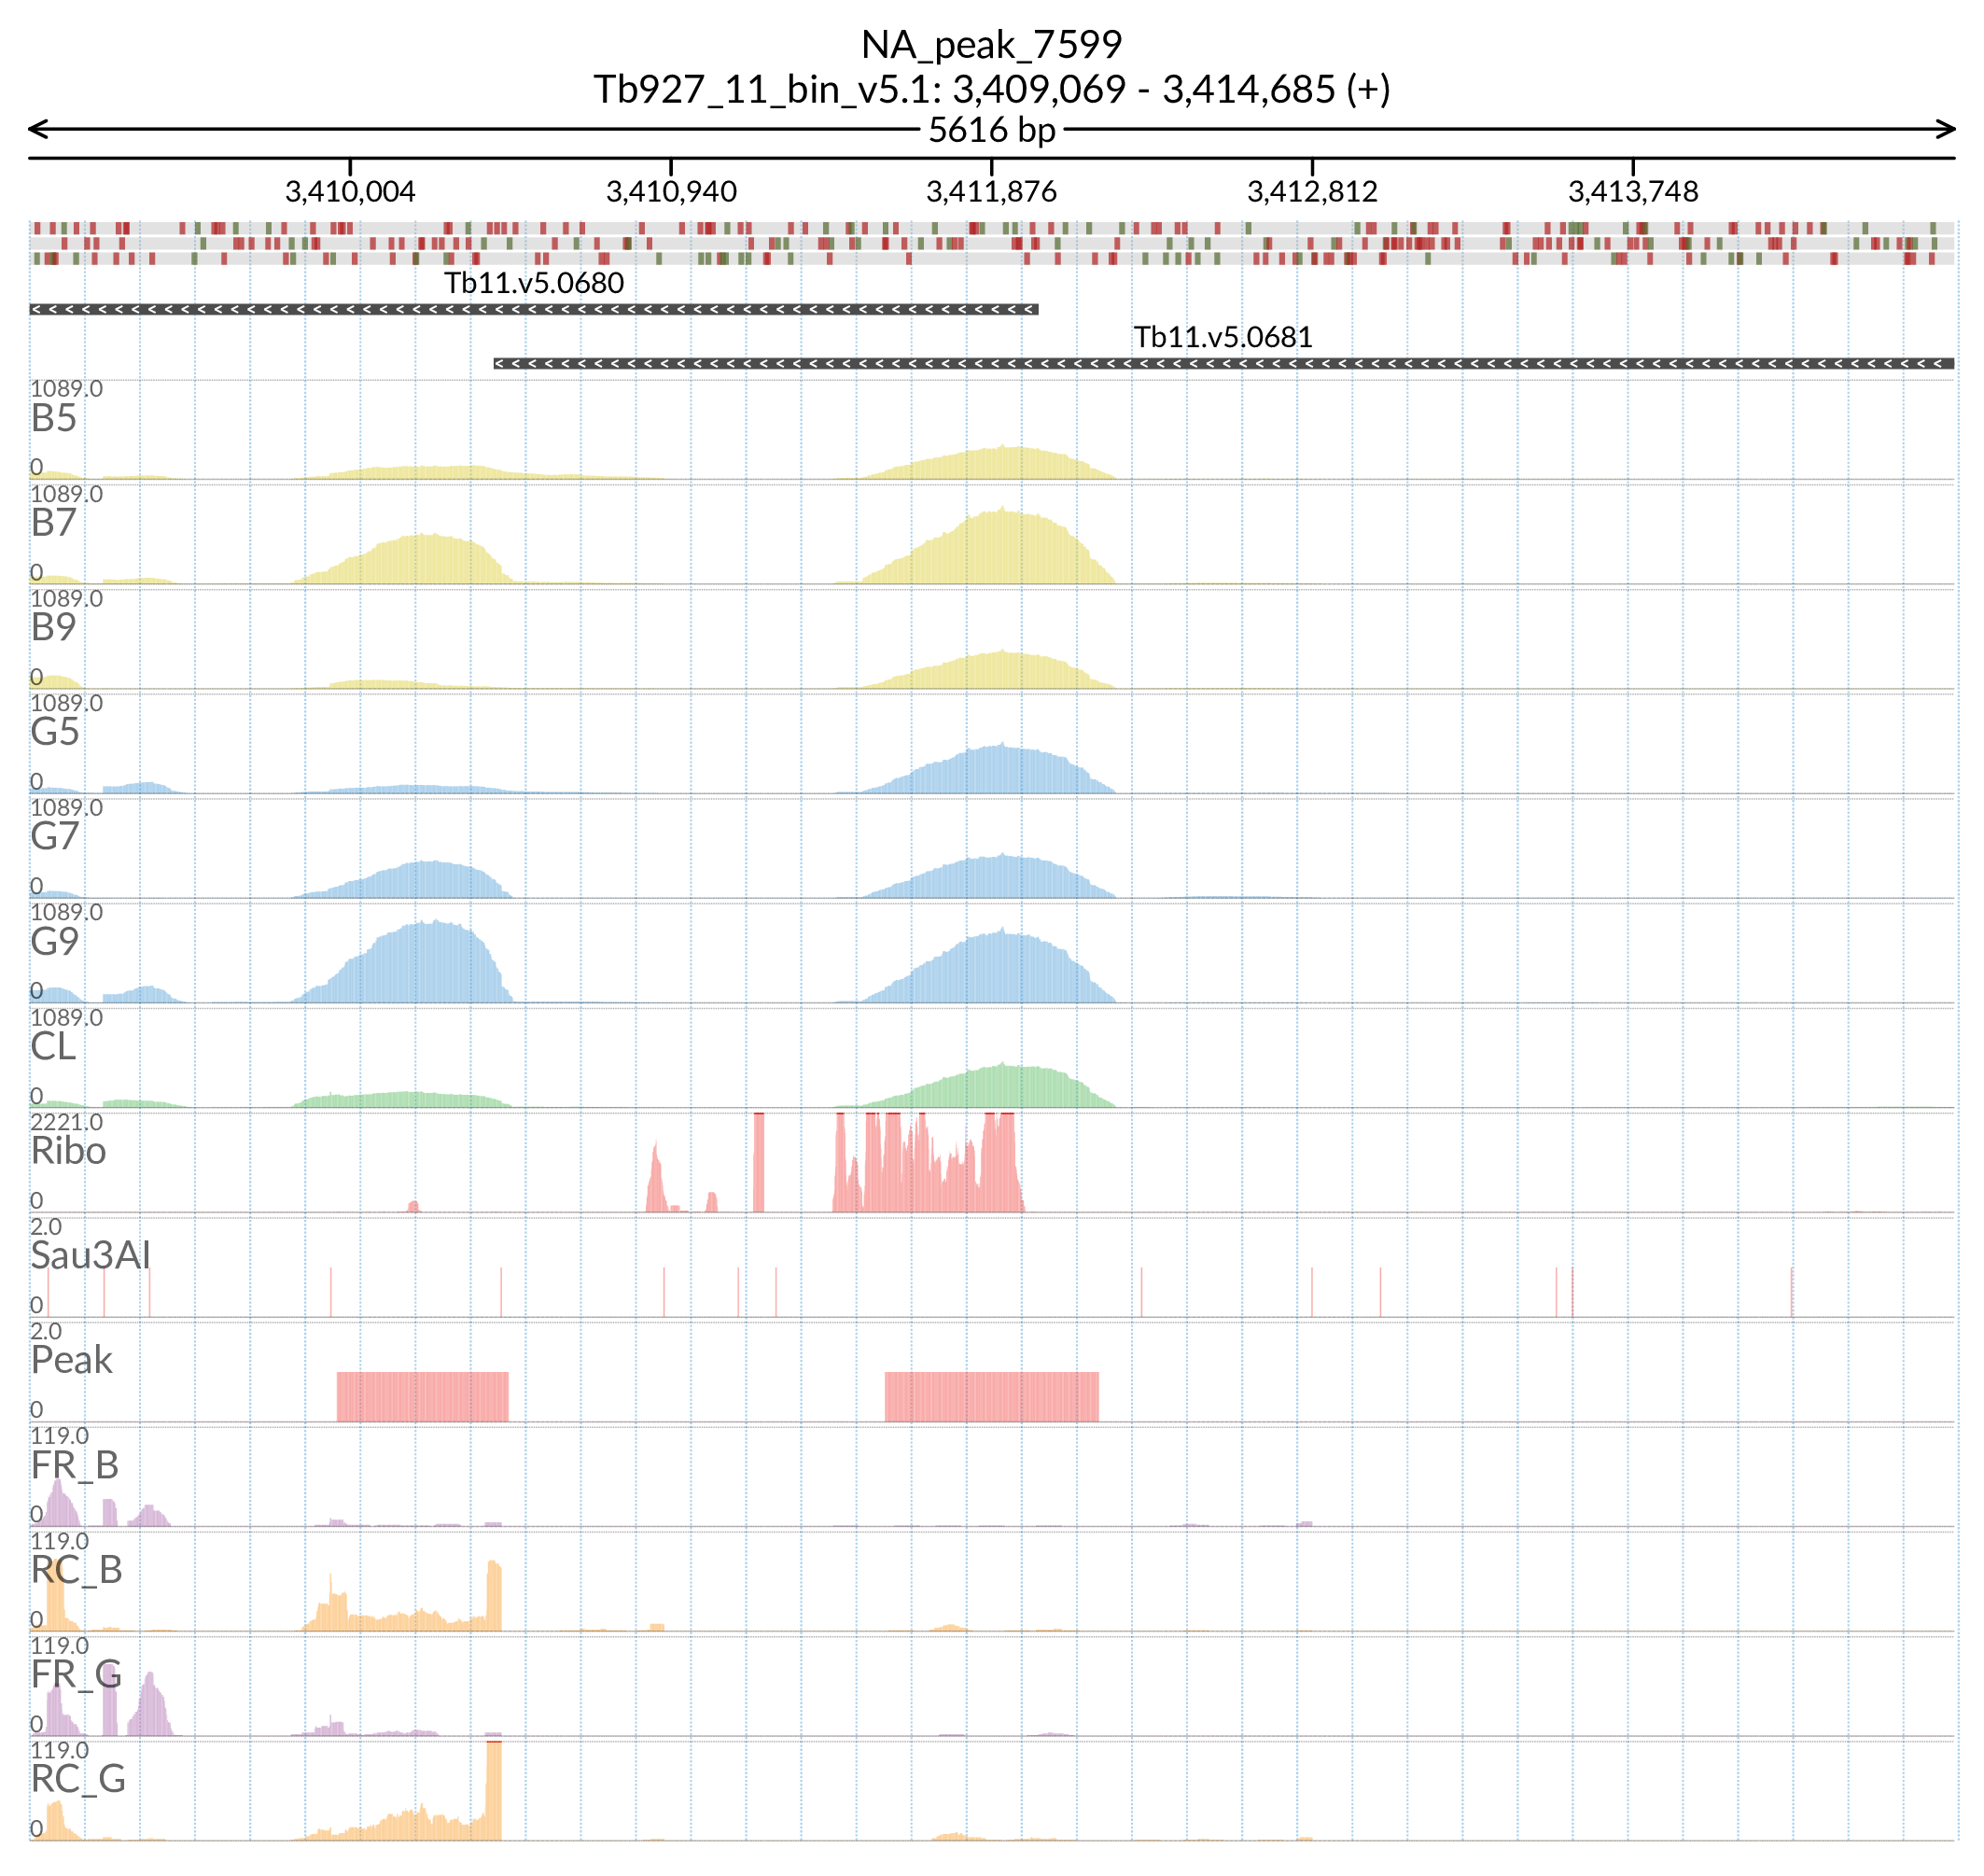 NA_peak_7599
Tb927_11_bin_v5.1: 3,409,069 - 3,414,685 (+)
5616 bp
3,410,004 3,410,940 3,411,876 3,412,812 3,413,748
Tb11.v5.0680
Tb11.v5.0681
1089.0
B5
0
1089.0
B7
0
1089.0
B9
0
1089.0
G5
0
1089.0
G7
0
1089.0
G9
0
1089.0
CL
0
2221.0
Ribo
0
2.0
Sau3AI
0
2.0
Peak
0
119.0
FR_B
0
119.0
RC_B
0
119.0
FR_G
0
119.0
RC_G
0